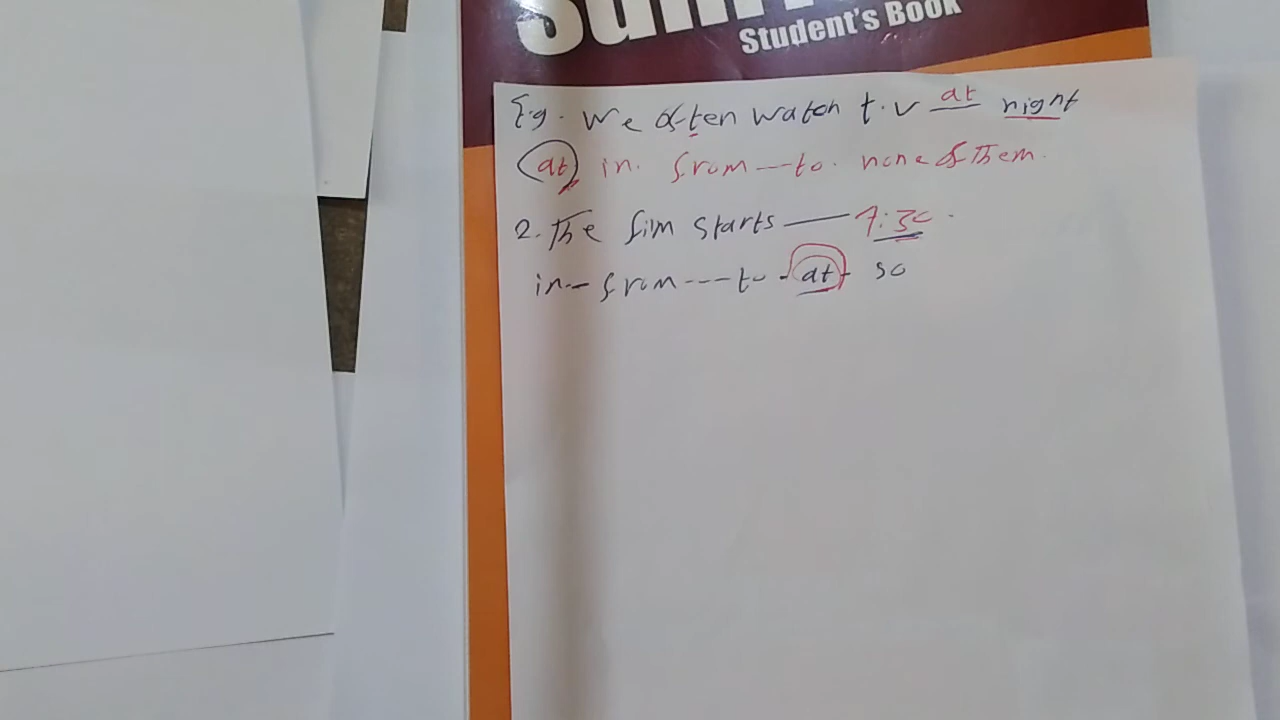 Student's Book
E.g. We often watch t.v at night
at in. from—to. none of them.
2. The film starts — 7:30.
in— from---to - at - so